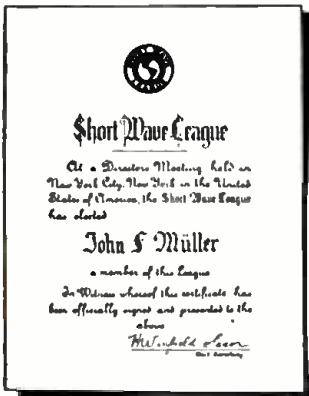 Short Wave League
At a Directors Meeting held in
New York City, New York in the United
States of America, the Short Wave League
has elected
John F Müller
a member of this league
In Witness whereof this certificate has
been officially signed and presented to the
above
H. Winfield Secor